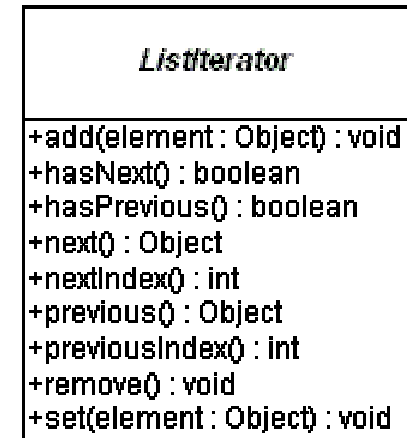 ListIterator
+add(element : Object) : void
+hasNext() : boolean
+hasPrevious() : boolean
+next() : Object
+nextIndex() : int
+previous() : Object
+previousIndex() : int
+remove() : void
+set(element : Object) : void